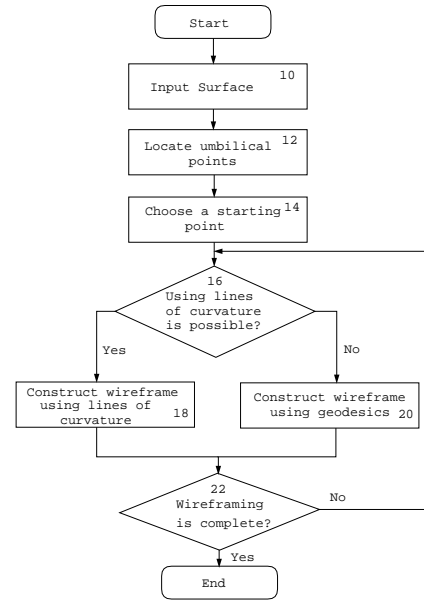 Start
10
Input Surface
12
Locate umbilical
points
14
Choose a starting
point
16
Using lines
of curvature
is possible?
Yes
No
Construct wireframe
using lines of
curvature 18
Construct wireframe
using geodesics 20
22
Wireframing
is complete?
No
Yes
End